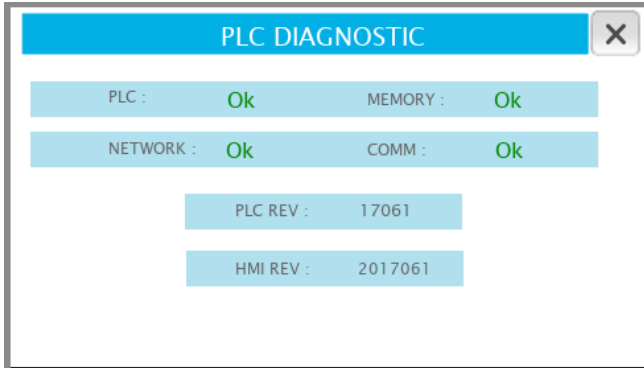 PLC DIAGNOSTIC
PLC : Ok MEMORY : Ok
NETWORK : Ok COMM : Ok
PLC REV : 17061
HMI REV : 2017061